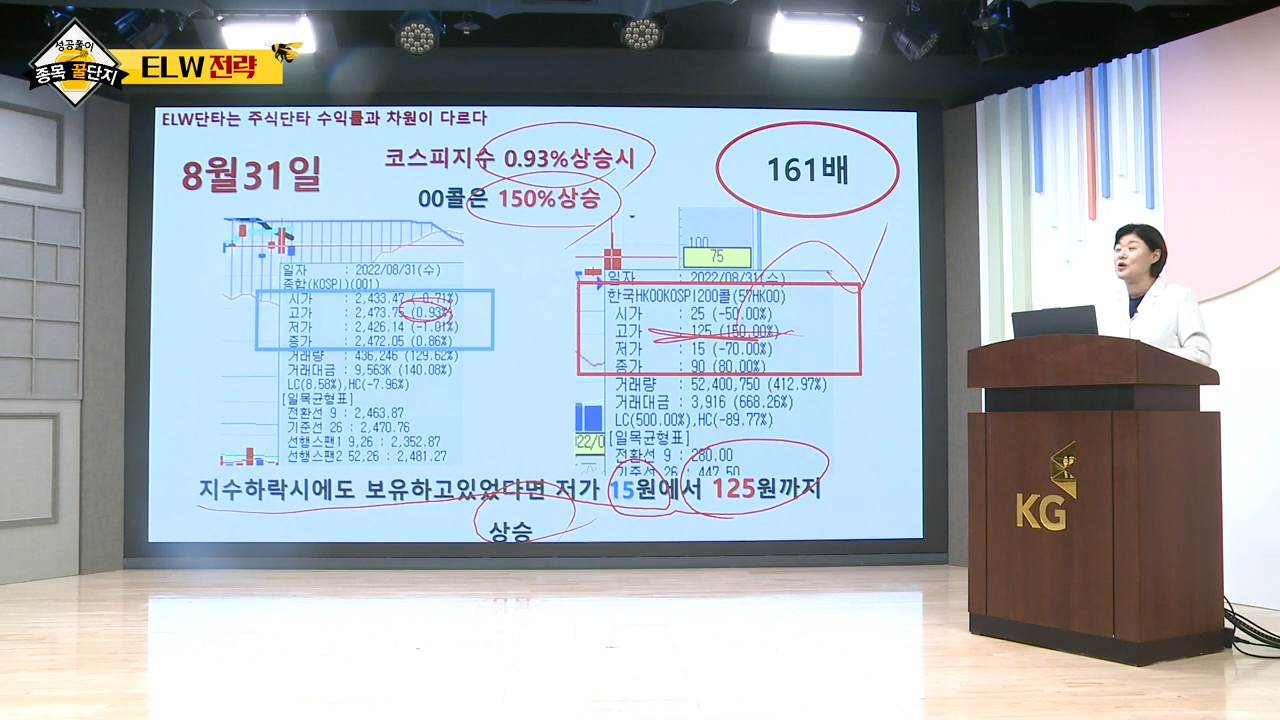 성공풀이
종목 꿀단지
ELW전략
ELW단타는 주식단타 수익률과 차원이 다르다
8월31일
코스피지수 0.93%상승시
00콜은 150%상승
161배
일자 : 2022/08/31(수)
종합(KOSPI)(001)
시가 : 2,433.47 (-0.71%)
고가 : 2,473.75 (0.93%)
저가 : 2,426.14 (-1.01%)
종가 : 2,472.05 (0.86%)
거래량 : 436,246 (129.62%)
거래대금 : 9,563K (140.08%)
LC(8.58%),HC(-7.96%)
[일목균형표]
전환선 9 : 2,463.87
기준선 26 : 2,470.76
선행스팬1 9,26 : 2,352.87
선행스팬2 52,26 : 2,481.27
100
75
일자 : 2022/08/31(수)
한국HK00KOSPI200콜(57HK00)
시가 : 25 (-50.00%)
고가 : 125 (150.00%)
저가 : 15 (-70.00%)
종가 : 90 (80.00%)
거래량 : 52,400,750 (412.97%)
거래대금 : 3,916 (668.26%)
LC(500.00%),HC(-89.77%)
[일목균형표]
전환선 9 : 280.00
기준선 26 : 447.50
022/0
지수하락시에도 보유하고있었다면 저가 15원에서 125원까지
상승
KG